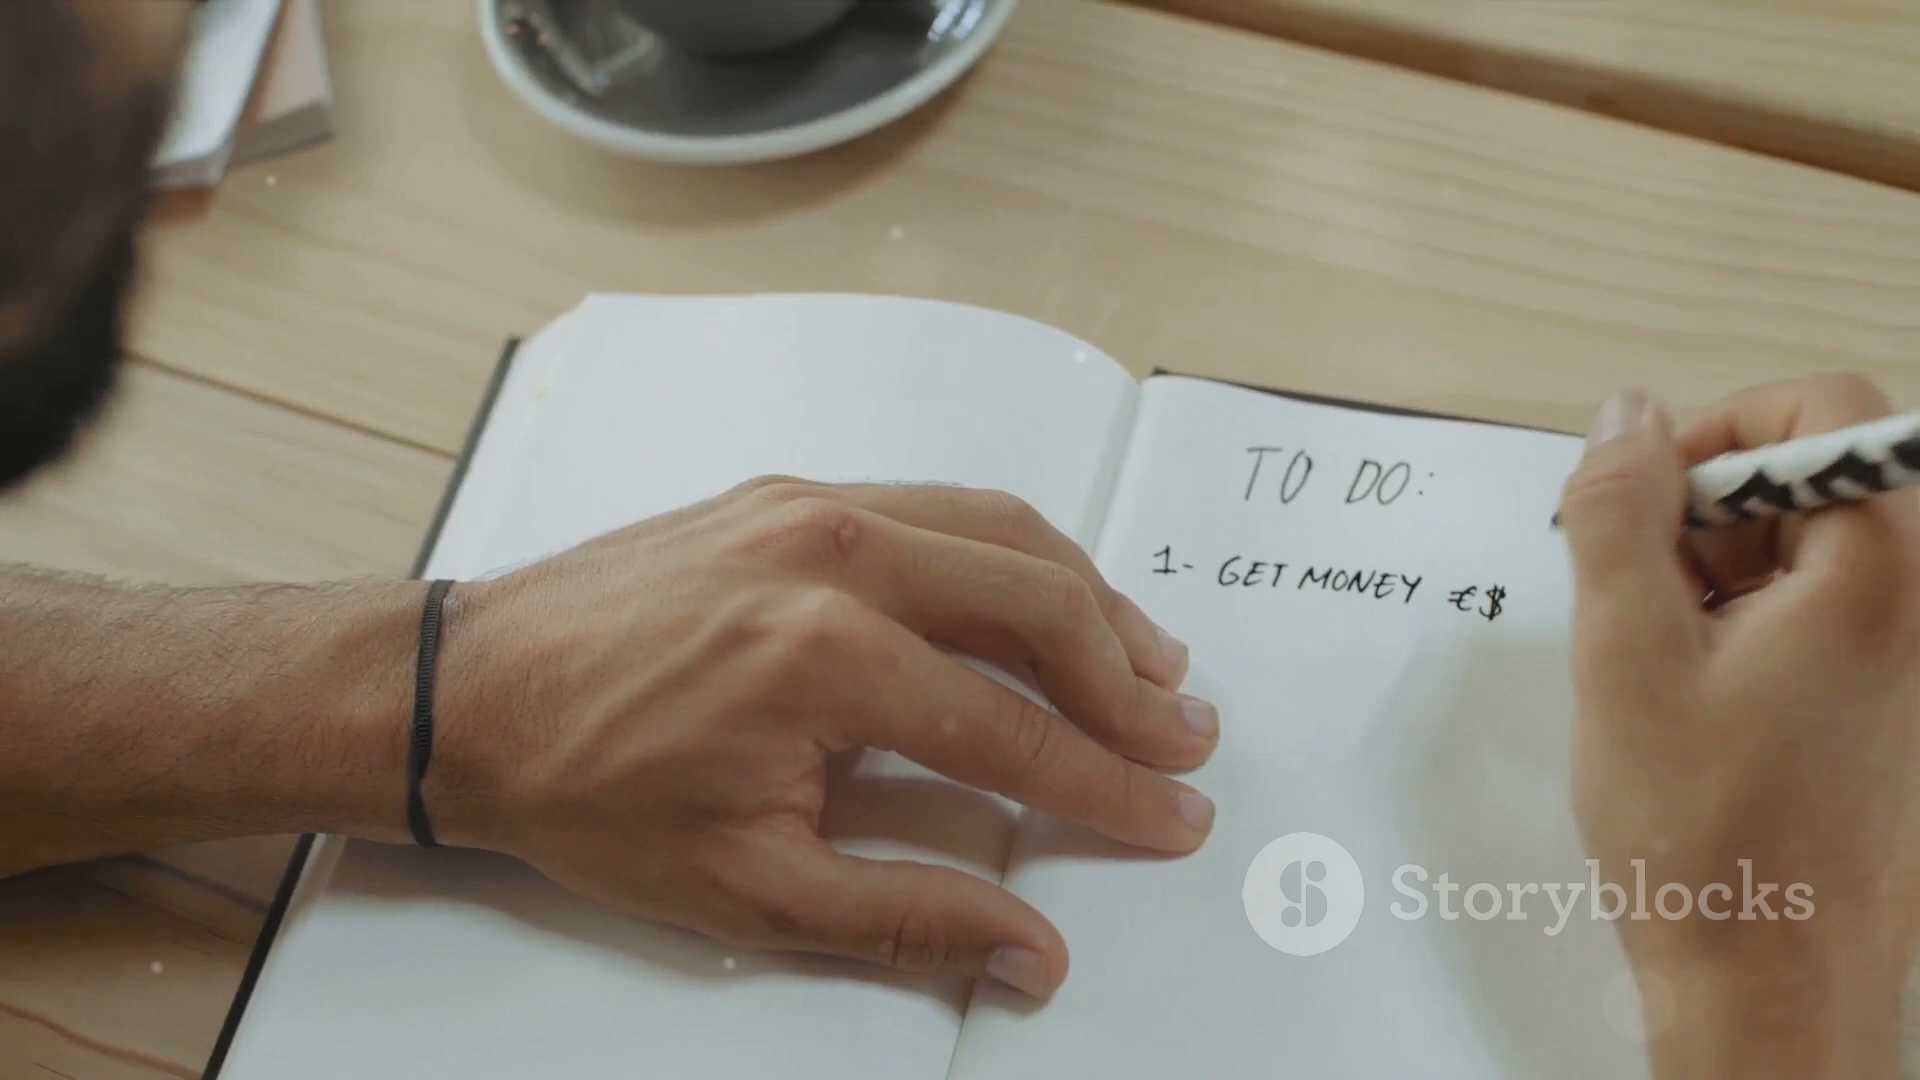 TO DO:
1- GET MONEY €$
Storyblocks